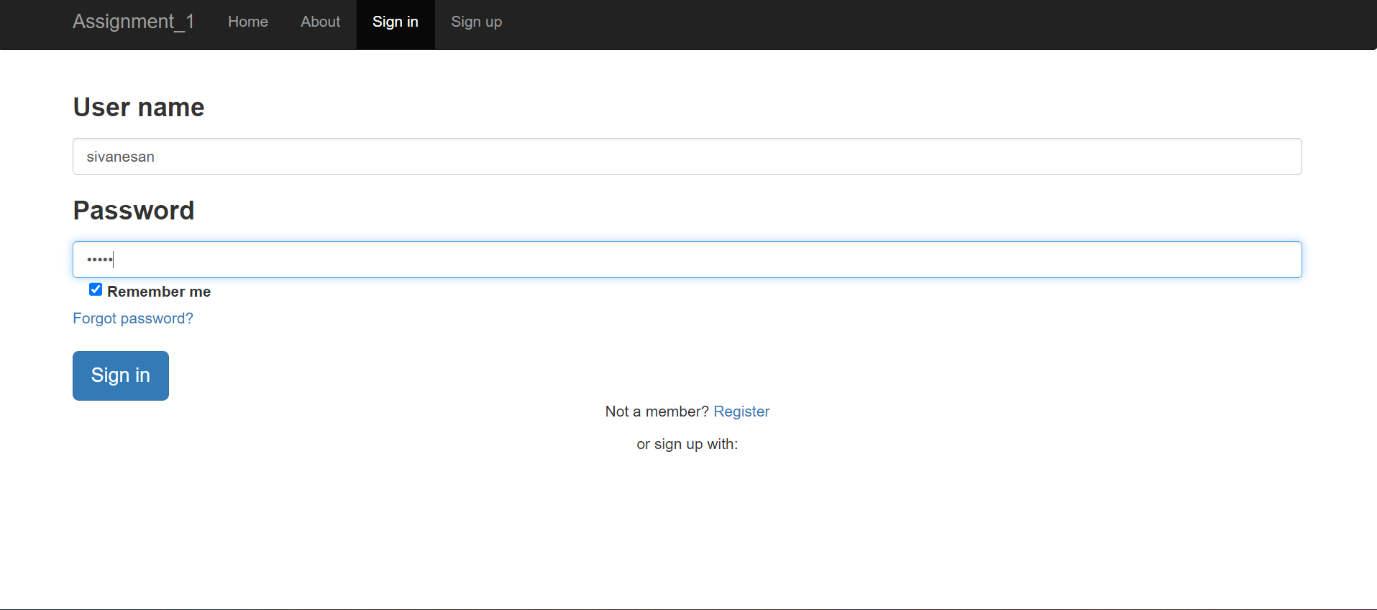 Assignment_1 Home About Sign in Sign up
User name
sivanesan
Password
•••••
Remember me
Forgot password?
Sign in
Not a member? Register
or sign up with: